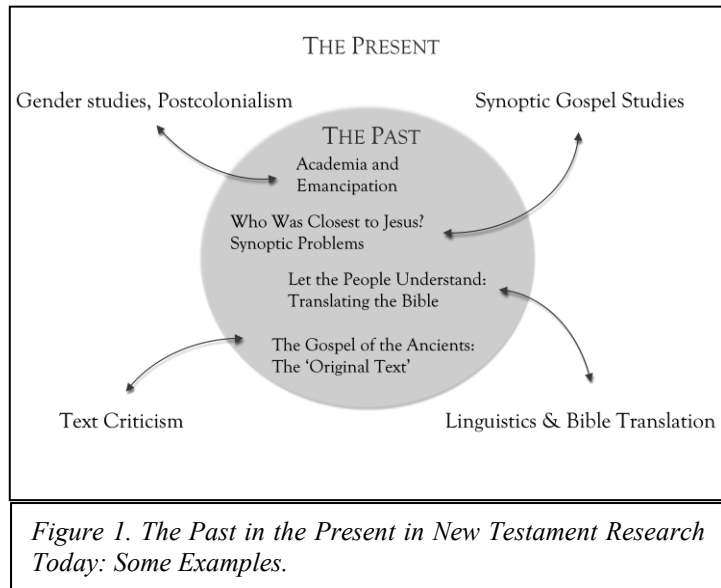 THE PRESENT
Gender studies, Postcolonialism
Synoptic Gospel Studies
THE PAST
Academia and
Emancipation
Who Was Closest to Jesus?
Synoptic Problems
Let the People Understand:
Translating the Bible
The Gospel of the Ancients:
The ‘Original Text’
Text Criticism
Linguistics & Bible Translation
Figure 1. The Past in the Present in New Testament Research
Today: Some Examples.